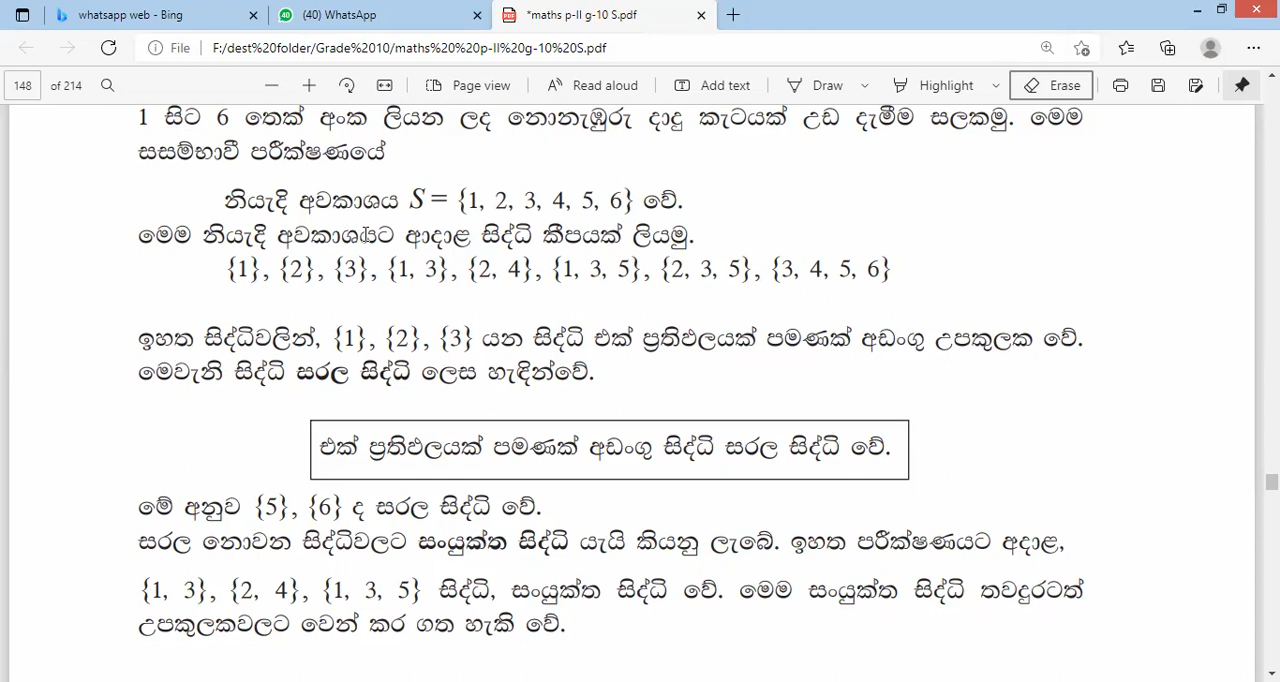 whatsapp web - Bing
(40) WhatsApp
*maths p-II g-10 S.pdf
File F:/dest%20folder/Grade%2010/maths%20%20p-II%20g-10%20S.pdf
148 of 214 Page view Read aloud Add text Draw Highlight Erase
1 සිට 6 තෙක් අංක ලියන ලද නොනැඹුරු දාදු කැටයක් උඩ දැමීම සලකමු. මෙම
සසම්භාවී පරීක්ෂණයේ
නියැදි අවකාශය S = {1, 2, 3, 4, 5, 6} වේ.
මෙම නියැදි අවකාශයට ආදාළ සිද්ධි කීපයක් ලියමු.
{1}, {2}, {3}, {1, 3}, {2, 4}, {1, 3, 5}, {2, 3, 5}, {3, 4, 5, 6}
ඉහත සිද්ධිවලින්, {1}, {2}, {3} යන සිද්ධි එක් ප්‍රතිඵලයක් පමණක් අඩංගු උපකුලක වේ.
මෙවැනි සිද්ධි සරල සිද්ධි ලෙස හැඳින්වේ.
එක් ප්‍රතිඵලයක් පමණක් අඩංගු සිද්ධි සරල සිද්ධි වේ.
මේ අනුව {5}, {6} ද සරල සිද්ධි වේ.
සරල නොවන සිද්ධිවලට සංයුක්ත සිද්ධි යැයි කියනු ලැබේ. ඉහත පරීක්ෂණයට අදාළ,
{1, 3}, {2, 4}, {1, 3, 5} සිද්ධි, සංයුක්ත සිද්ධි වේ. මෙම සංයුක්ත සිද්ධි තවදුරටත්
උපකුලකවලට වෙන් කර ගත හැකි වේ.